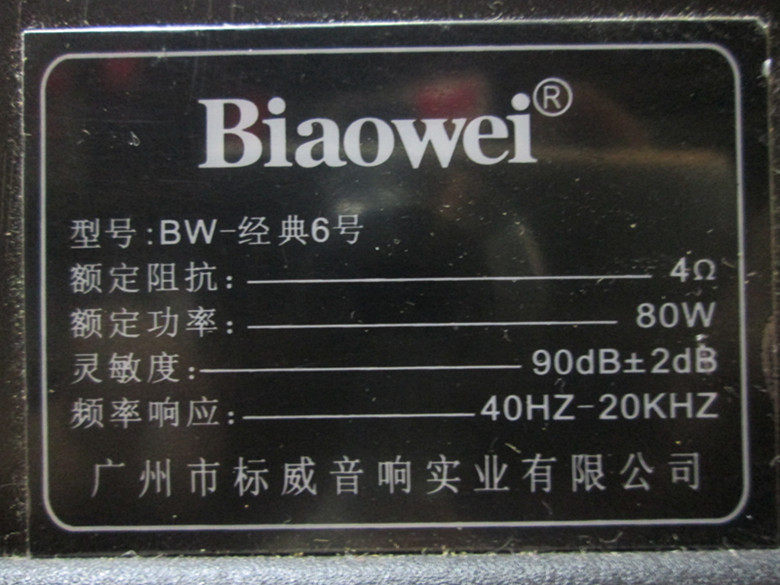 Biaowei®
型号:BW-经典6号
额定阻抗: 4Ω
额定功率: 80W
灵敏度: 90dB±2dB
频率响应: 40HZ-20KHZ
广州市标威音响实业有限公司